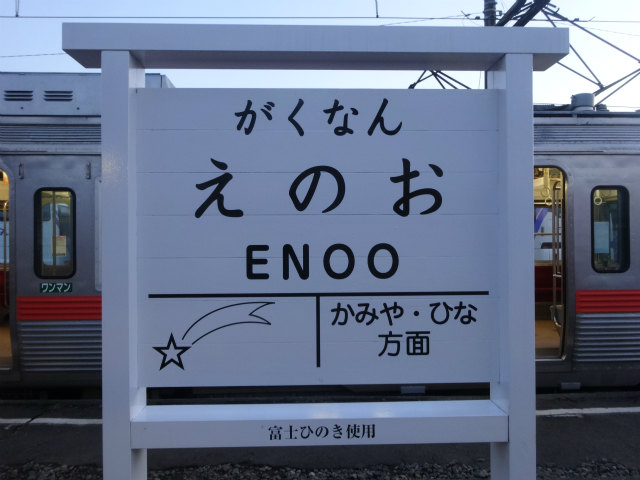 がくなん
えのお
ENOO
かみや・ひな
方面
富士ひのき使用
ワンマン